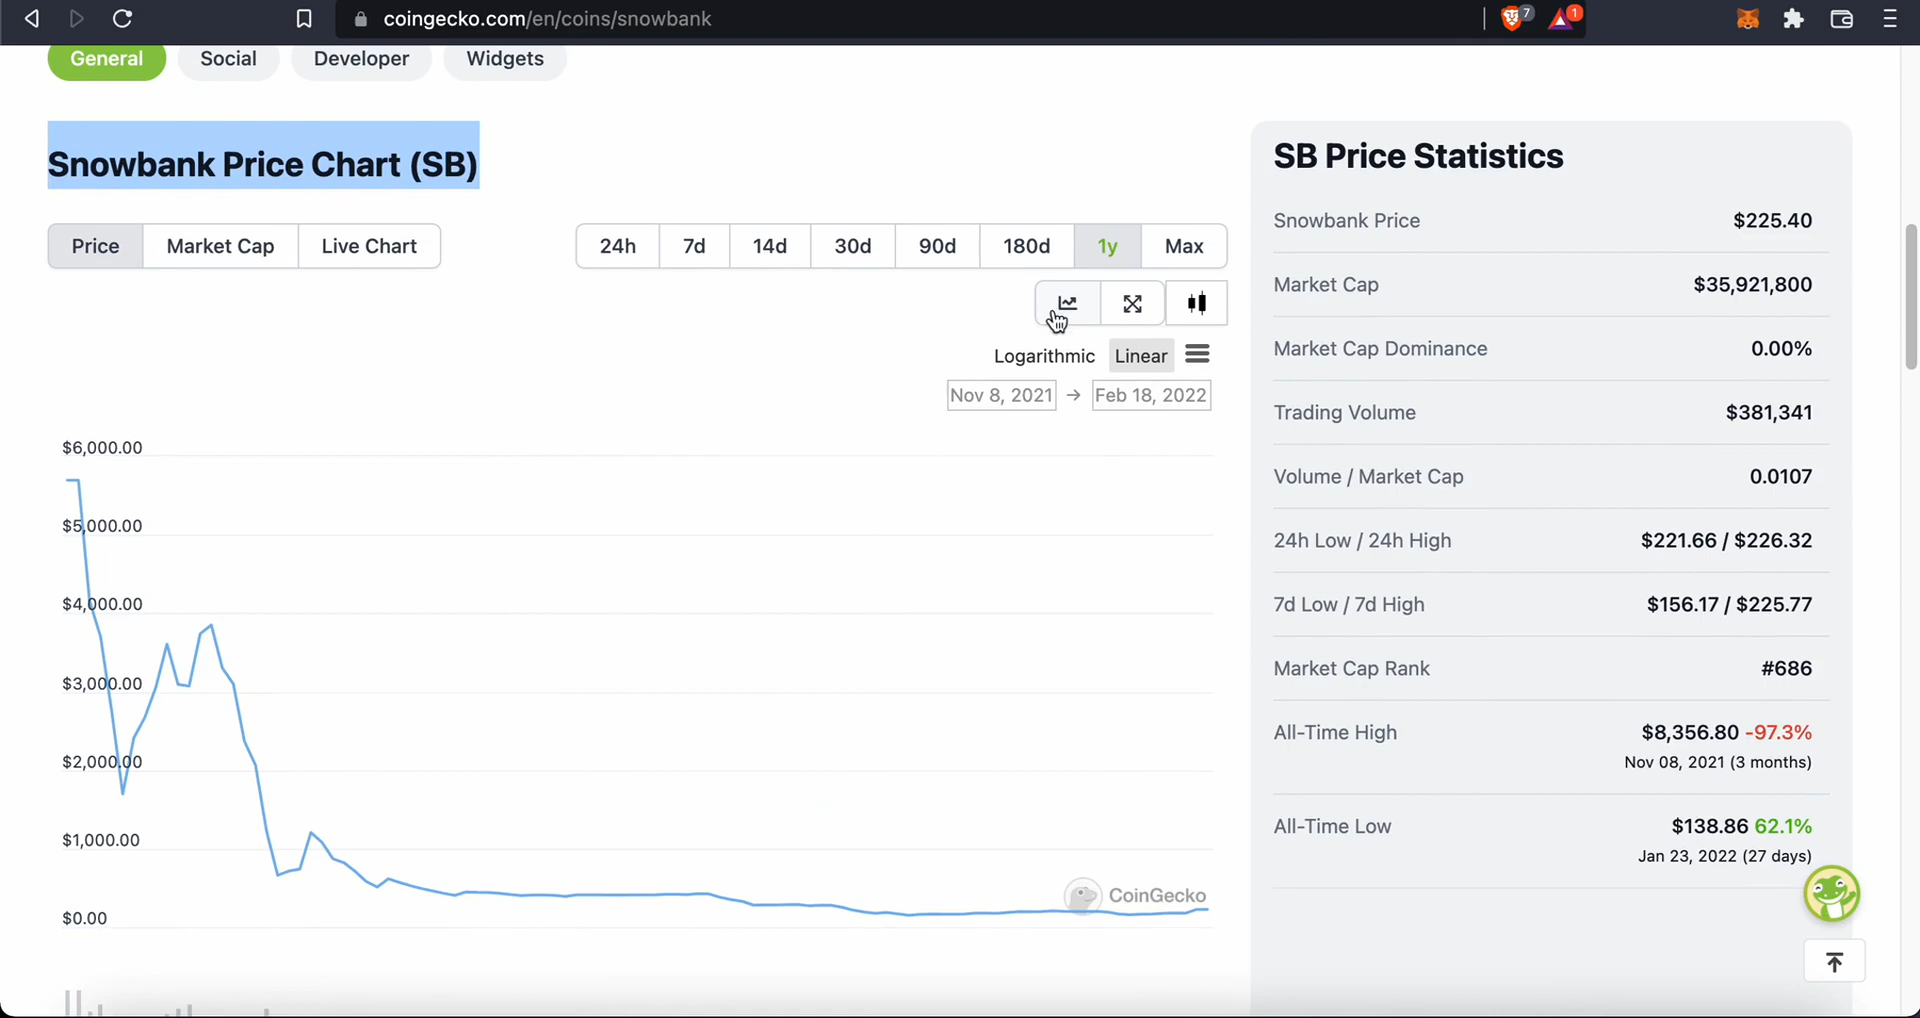 coingecko.com/en/coins/snowbank
7
1
General
Social
Developer
Widgets
Snowbank Price Chart (SB)
Price
Market Cap
Live Chart
24h
7d
14d
30d
90d
180d
1y
Max
Logarithmic
Linear
Nov 8, 2021 → Feb 18, 2022
$6,000.00
$5,000.00
$4,000.00
$3,000.00
$2,000.00
$1,000.00
$0.00
CoinGecko
SB Price Statistics
Snowbank Price $225.40
Market Cap $35,921,800
Market Cap Dominance 0.00%
Trading Volume $381,341
Volume / Market Cap 0.0107
24h Low / 24h High $221.66 / $226.32
7d Low / 7d High $156.17 / $225.77
Market Cap Rank #686
All-Time High $8,356.80 -97.3%
Nov 08, 2021 (3 months)
All-Time Low $138.86 62.1%
Jan 23, 2022 (27 days)